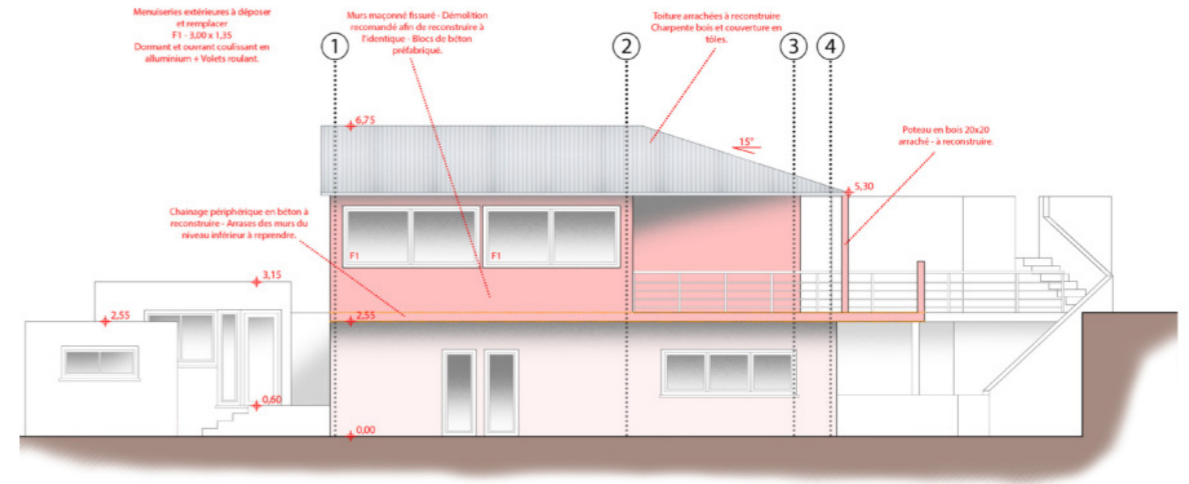 Menuiseries extérieures à déposer
et remplacer
F1 - 3,00 x 1,35
Dormant et ouvrant coulissant en
alluminium + Volets roulant.
Murs maçonné fissuré - Démolition
recomandé afin de reconstruire à
l'identique - Blocs de béton
préfabriqué.
Toiture arrachées à reconstruire
Charpente bois et couverture en
tôles.
1
2
3
4
6,75
15°
Poteau en bois 20x20
arraché - à reconstruire.
5,30
Chainage périphérique en béton à
reconstruire - Arrases des murs du
niveau inférieur à reprendre.
F1
F1
3,15
2,55
2,55
0,60
0,00